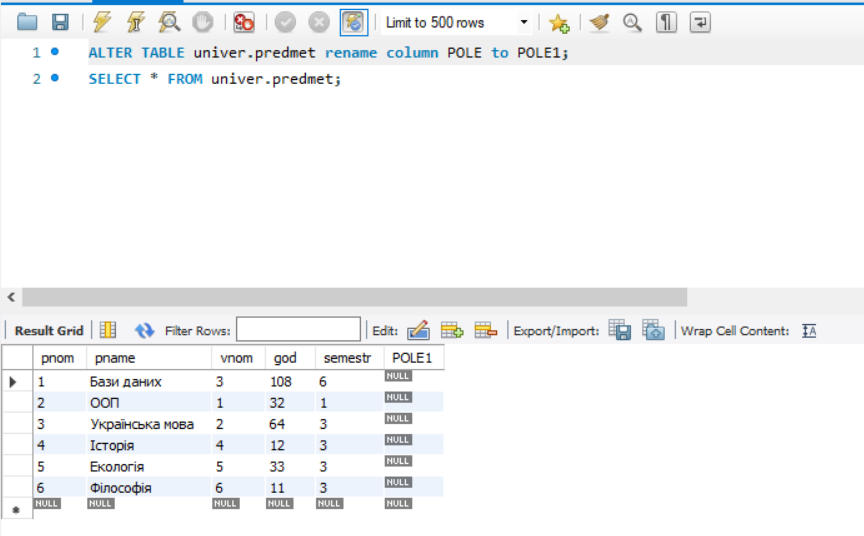 Limit to 500 rows
1 ALTER TABLE univer.predmet rename column POLE to POLE1;
2 SELECT * FROM univer.predmet;
Result Grid Filter Rows: Edit: Export/Import: Wrap Cell Content: IA
pnom pname vnom god semestr POLE1
1 Бази даних 3 108 6 NULL
2 ООП 1 32 1 NULL
3 Українська мова 2 64 3 NULL
4 Історія 4 12 3 NULL
5 Екологія 5 33 3 NULL
6 Філософія 6 11 3 NULL
NULL NULL NULL NULL NULL NULL